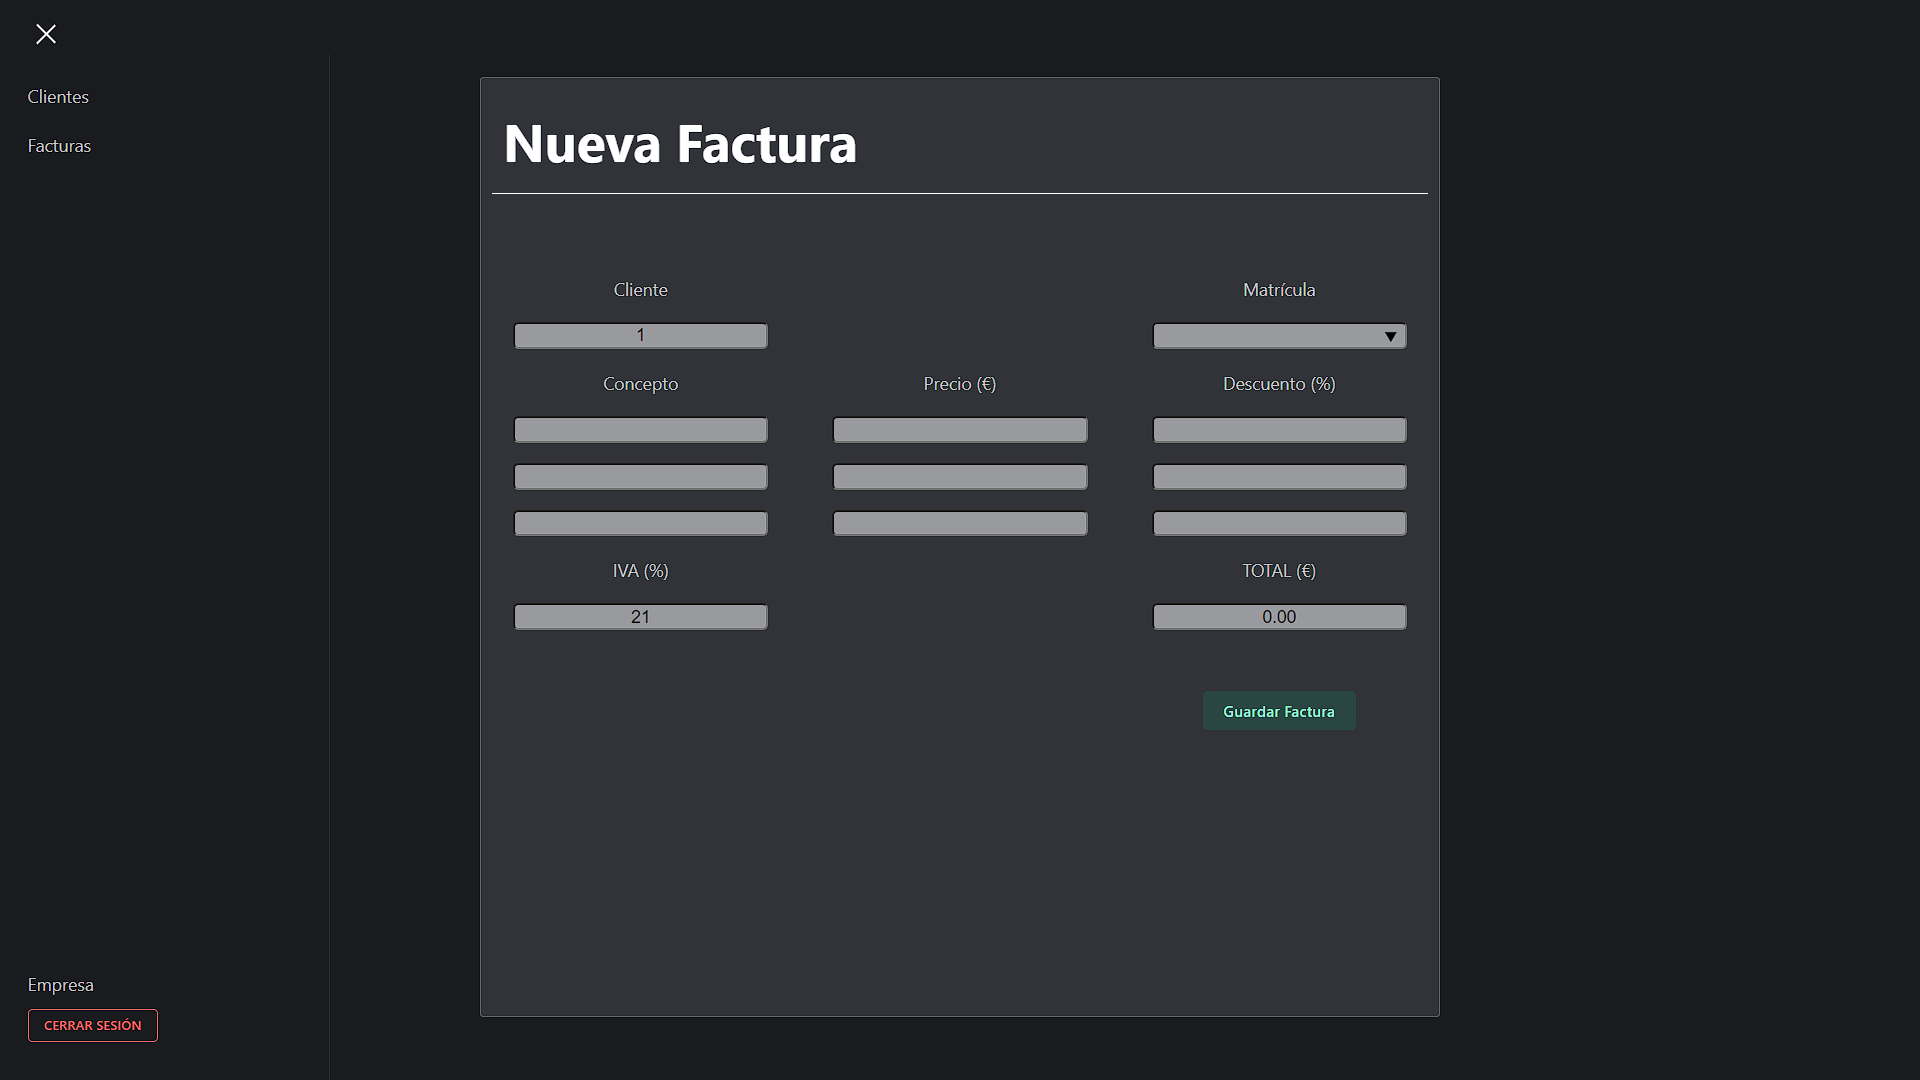 Clientes
Facturas
Nueva Factura
Cliente
Matrícula
1
Concepto
Precio (€)
Descuento (%)
IVA (%)
TOTAL (€)
21
0.00
Guardar Factura
Empresa
CERRAR SESIÓN